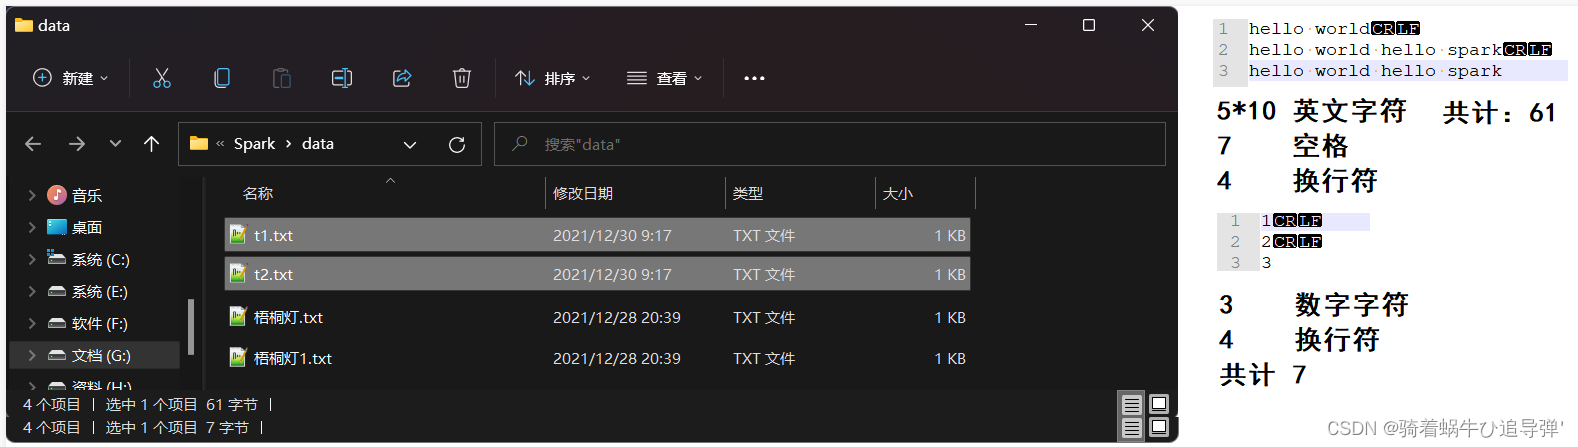 data
新建
排序
查看
Spark
data
搜索"data"
名称
修改日期
类型
大小
音乐
桌面
系统 (C:)
系统 (E:)
软件 (F:)
文档 (G:)
资料 (H:)
t1.txt 2021/12/30 9:17 TXT 文件 1 KB
t2.txt 2021/12/30 9:17 TXT 文件 1 KB
梧桐灯.txt 2021/12/28 20:39 TXT 文件 1 KB
梧桐灯1.txt 2021/12/28 20:39 TXT 文件 1 KB
4 个项目 | 选中 1 个项目 61 字节 |
4 个项目 | 选中 1 个项目 7 字节 |
1 hello world CRLF
2 hello world hello spark CRLF
3 hello world hello spark
5*10 英文字符 共计：61
7 空格
4 换行符
1 1 CRLF
2 2 CRLF
3 3
3 数字字符
4 换行符
共计 7
CSDN @骑着蜗牛ひ追导弹'